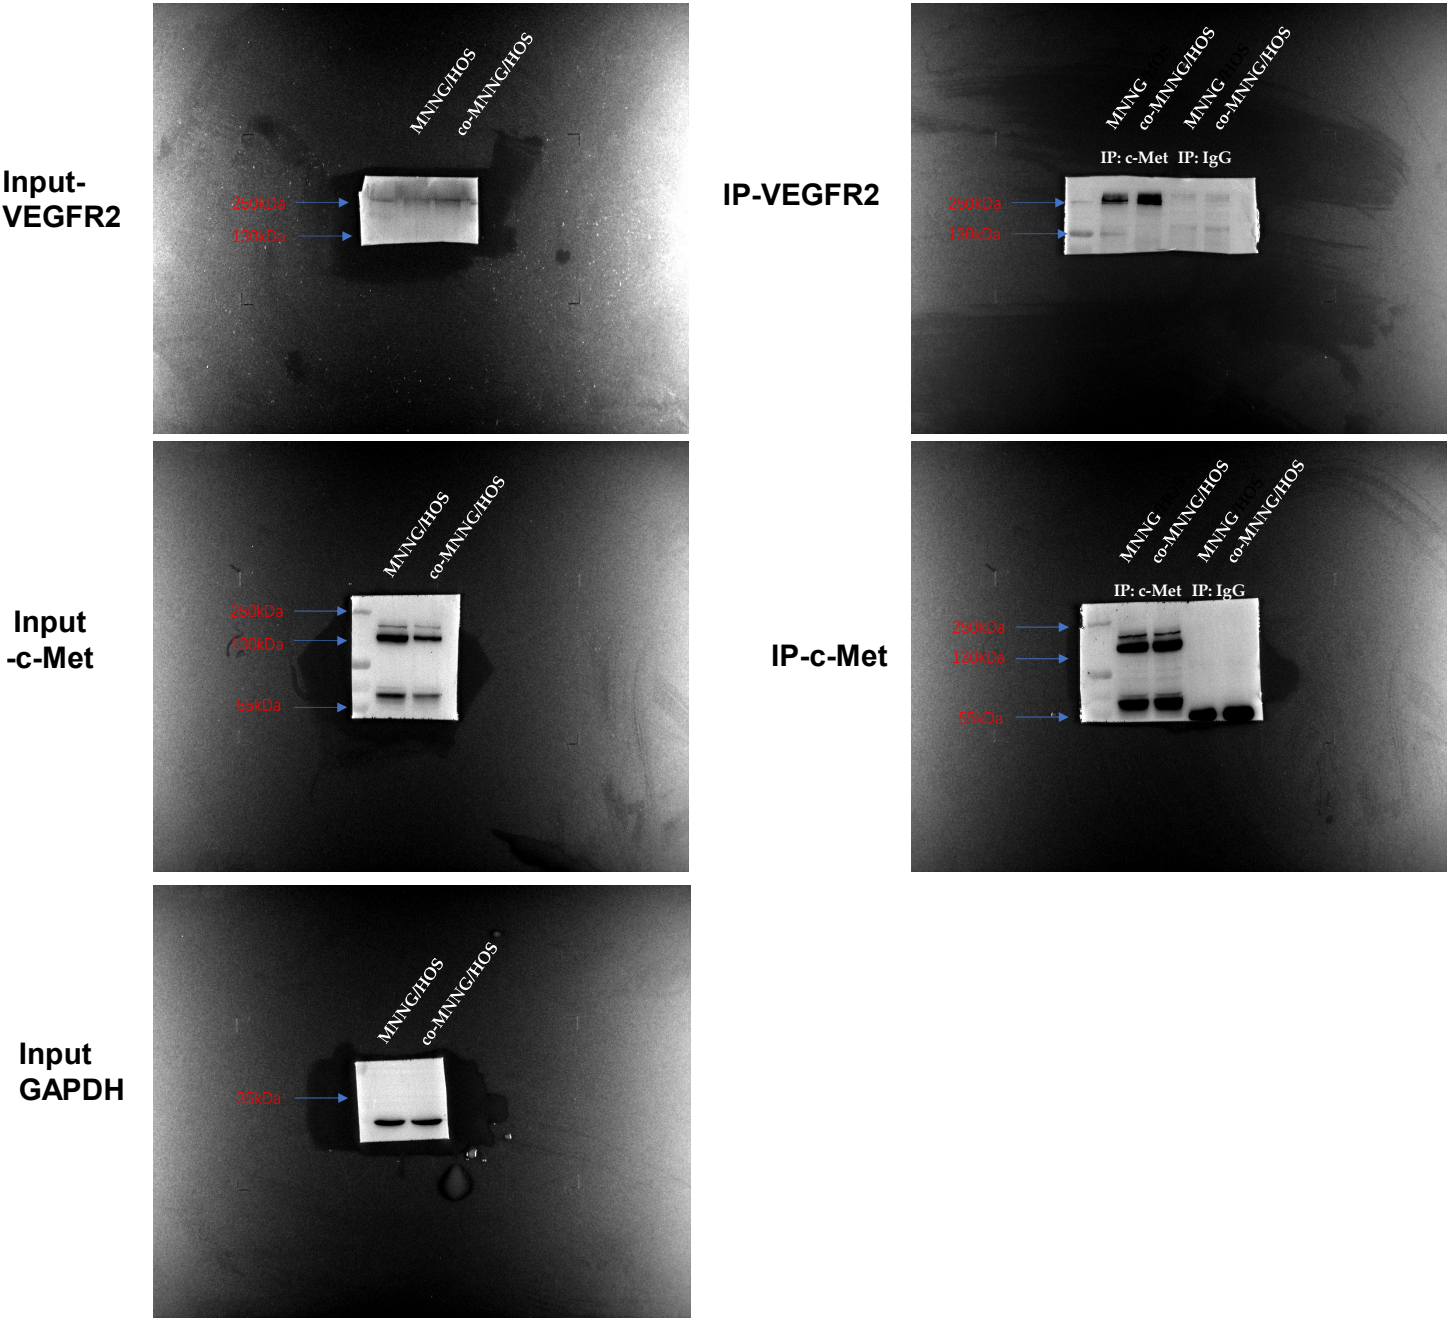 Input-
VEGFR2
MNNG/HOS
co-MNNG/HOS
250kDa
130kDa
IP-VEGFR2
MNNG/HOS
co-MNNG/HOS
MNNG/HOS
co-MNNG/HOS
IP: c-Met
IP: IgG
250kDa
130kDa
Input
-c-Met
MNNG/HOS
co-MNNG/HOS
250kDa
130kDa
55kDa
IP-c-Met
MNNG
co-MNNG/HOS
MNNG/HOS
co-MNNG/HOS
IP: c-Met
IP: IgG
250kDa
130kDa
55kDa
Input
GAPDH
MNNG/HOS
co-MNNG/HOS